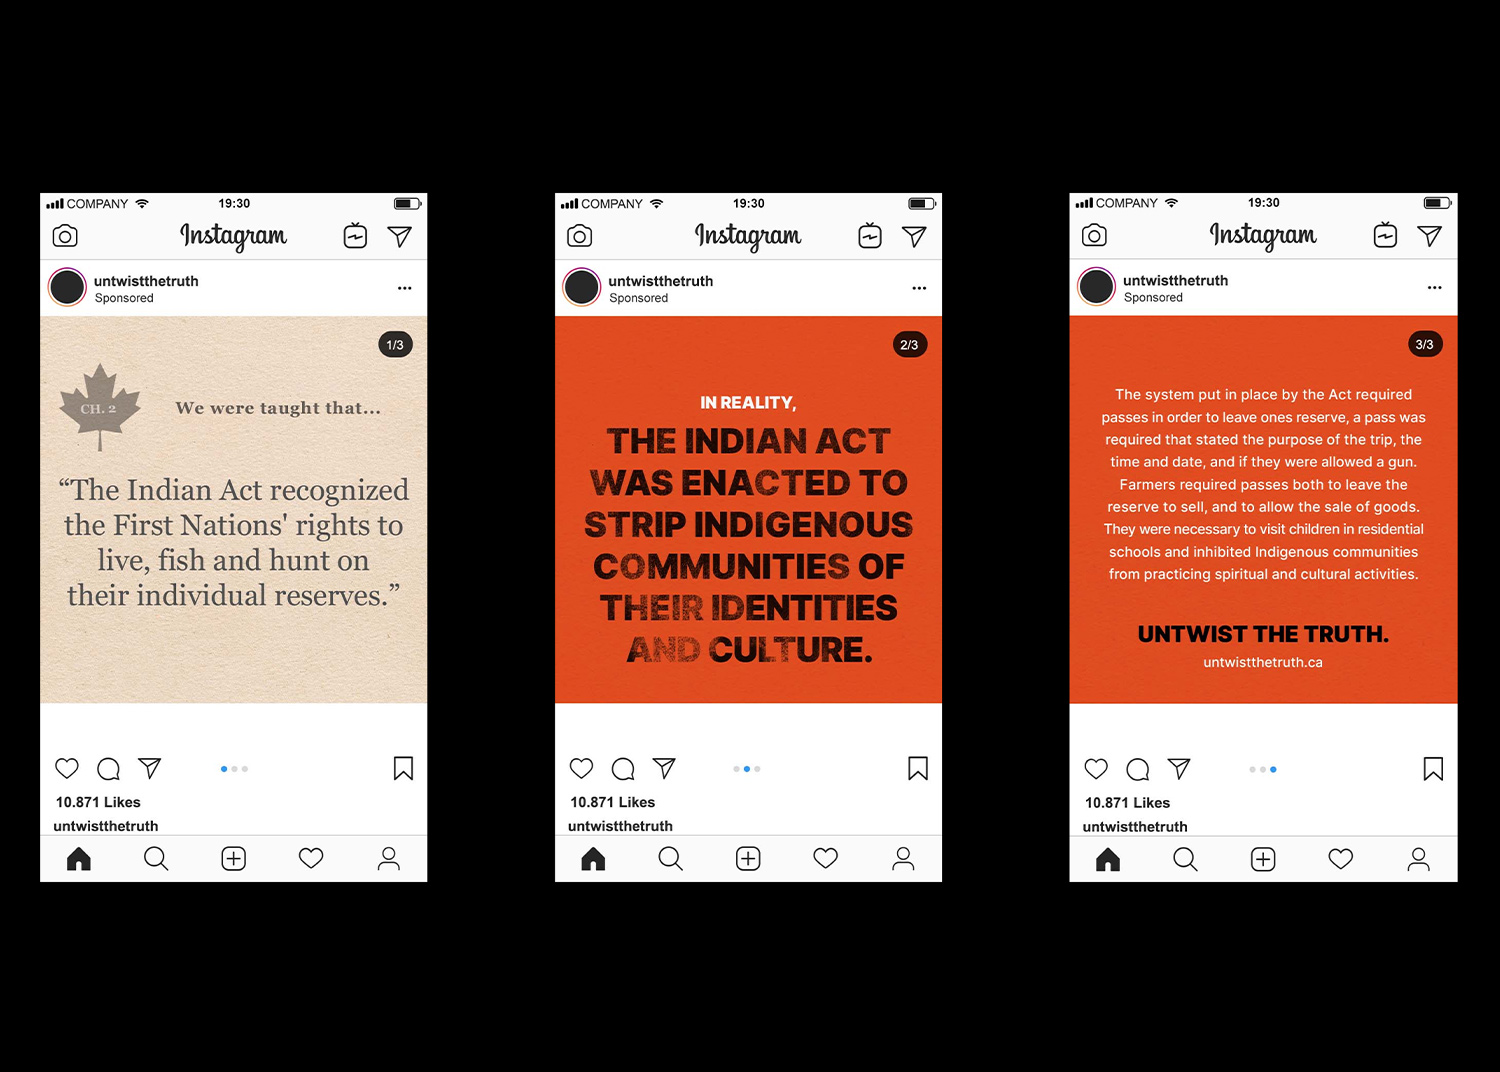 COMPANY 19:30
Instagram
untwistthetruth
Sponsored
1/3
CH. 2
We were taught that...
“The Indian Act recognized
the First Nations' rights to
live, fish and hunt on
their individual reserves.”
10.871 Likes
untwistthetruth
COMPANY 19:30
Instagram
untwistthetruth
Sponsored
2/3
IN REALITY,
THE INDIAN ACT
WAS ENACTED TO
STRIP INDIGENOUS
COMMUNITIES OF
THEIR IDENTITIES
AND CULTURE.
10.871 Likes
untwistthetruth
COMPANY 19:30
Instagram
untwistthetruth
Sponsored
3/3
The system put in place by the Act required
passes in order to leave ones reserve, a pass was
required that stated the purpose of the trip, the
time and date, and if they were allowed a gun.
Farmers required passes both to leave the
reserve to sell, and to allow the sale of goods.
They were necessary to visit children in residential
schools and inhibited Indigenous communities
from practicing spiritual and cultural activities.
UNTWIST THE TRUTH.
untwistthetruth.ca
10.871 Likes
untwistthetruth